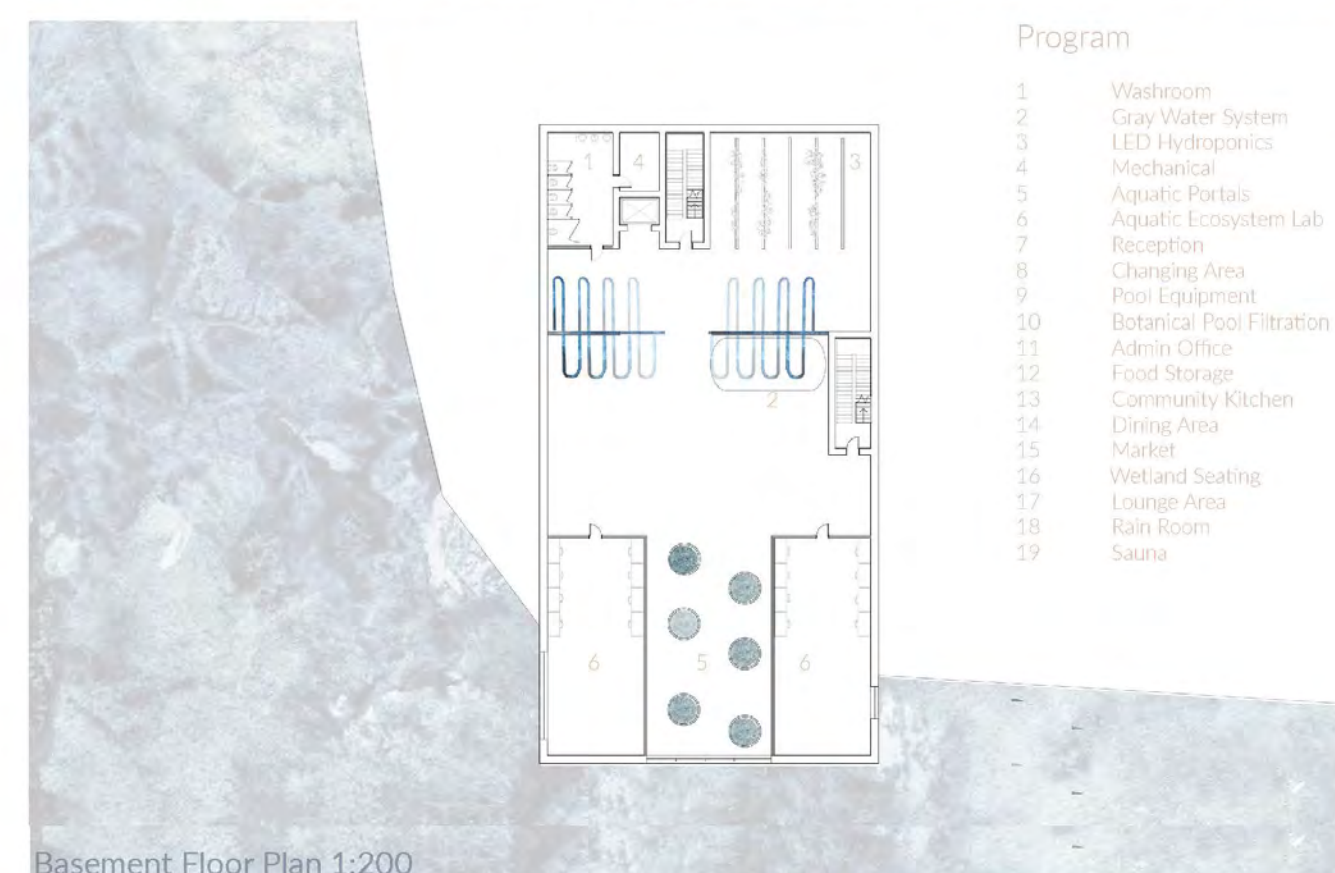 Program
1 Washroom
2 Gray Water System
3 LED Hydroponics
4 Mechanical
5 Aquatic Portals
6 Aquatic Ecosystem Lab
7 Reception
8 Changing Area
9 Pool Equipment
10 Botanical Pool Filtration
11 Admin Office
12 Food Storage
13 Community Kitchen
14 Dining Area
15 Market
16 Wetland Seating
17 Lounge Area
18 Rain Room
19 Sauna
1
4
3
2
6
5
6
Basement Floor Plan 1:200